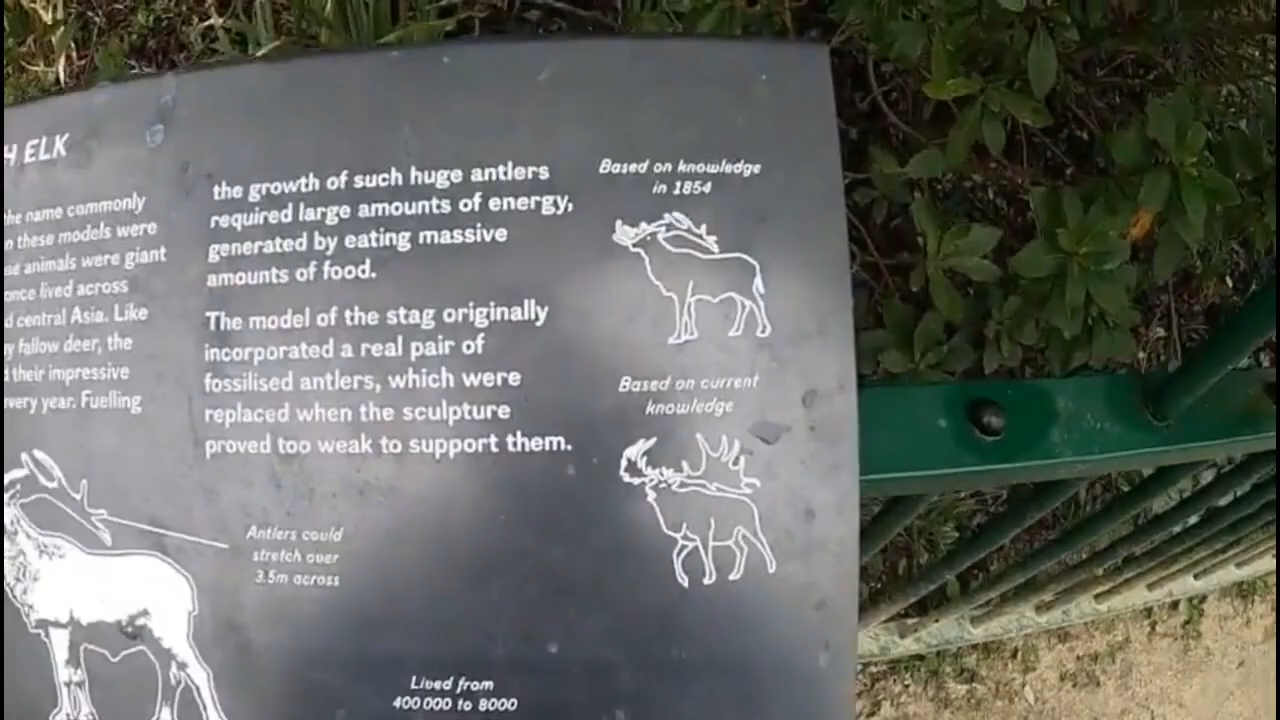 ELK
the name commonly
these models were
animals were giant
once lived across
central Asia. Like
fallow deer, the
their impressive
every year. Fuelling
the growth of such huge antlers
required large amounts of energy,
generated by eating massive
amounts of food.
The model of the stag originally
incorporated a real pair of
fossilised antlers, which were
replaced when the sculpture
proved too weak to support them.
Antlers could
stretch over
3.5m across
Lived from
400 000 to 8000
Based on knowledge
in 1854
Based on current
knowledge